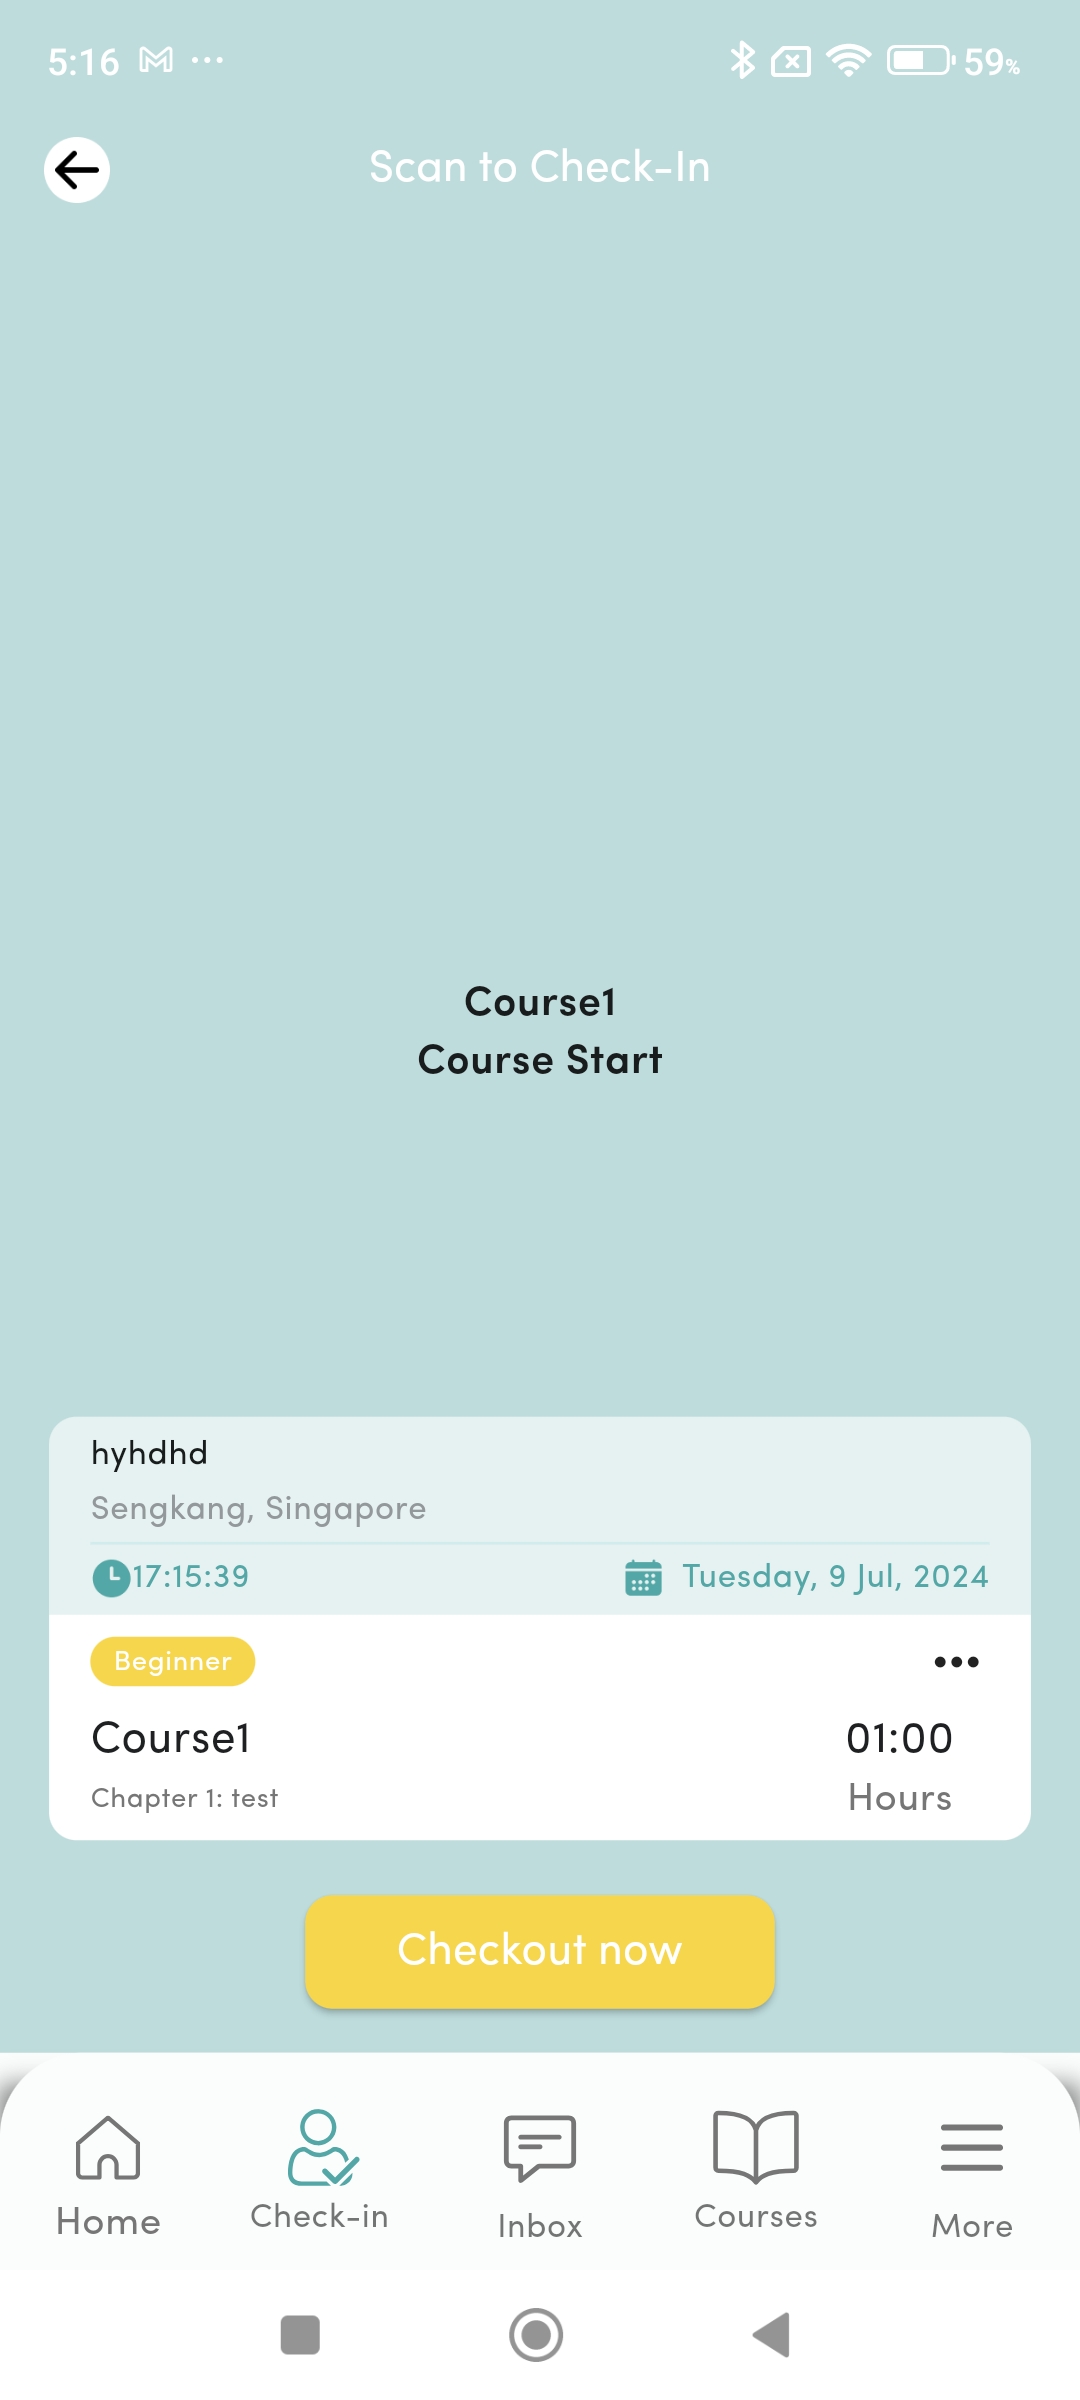 5:16 59%
Scan to Check-In
Course1
Course Start
hyhdhd
Sengkang, Singapore
17:15:39 Tuesday, 9 Jul, 2024
Beginner
Course1 01:00
Chapter 1: test Hours
Checkout now
Home Check-in Inbox Courses More